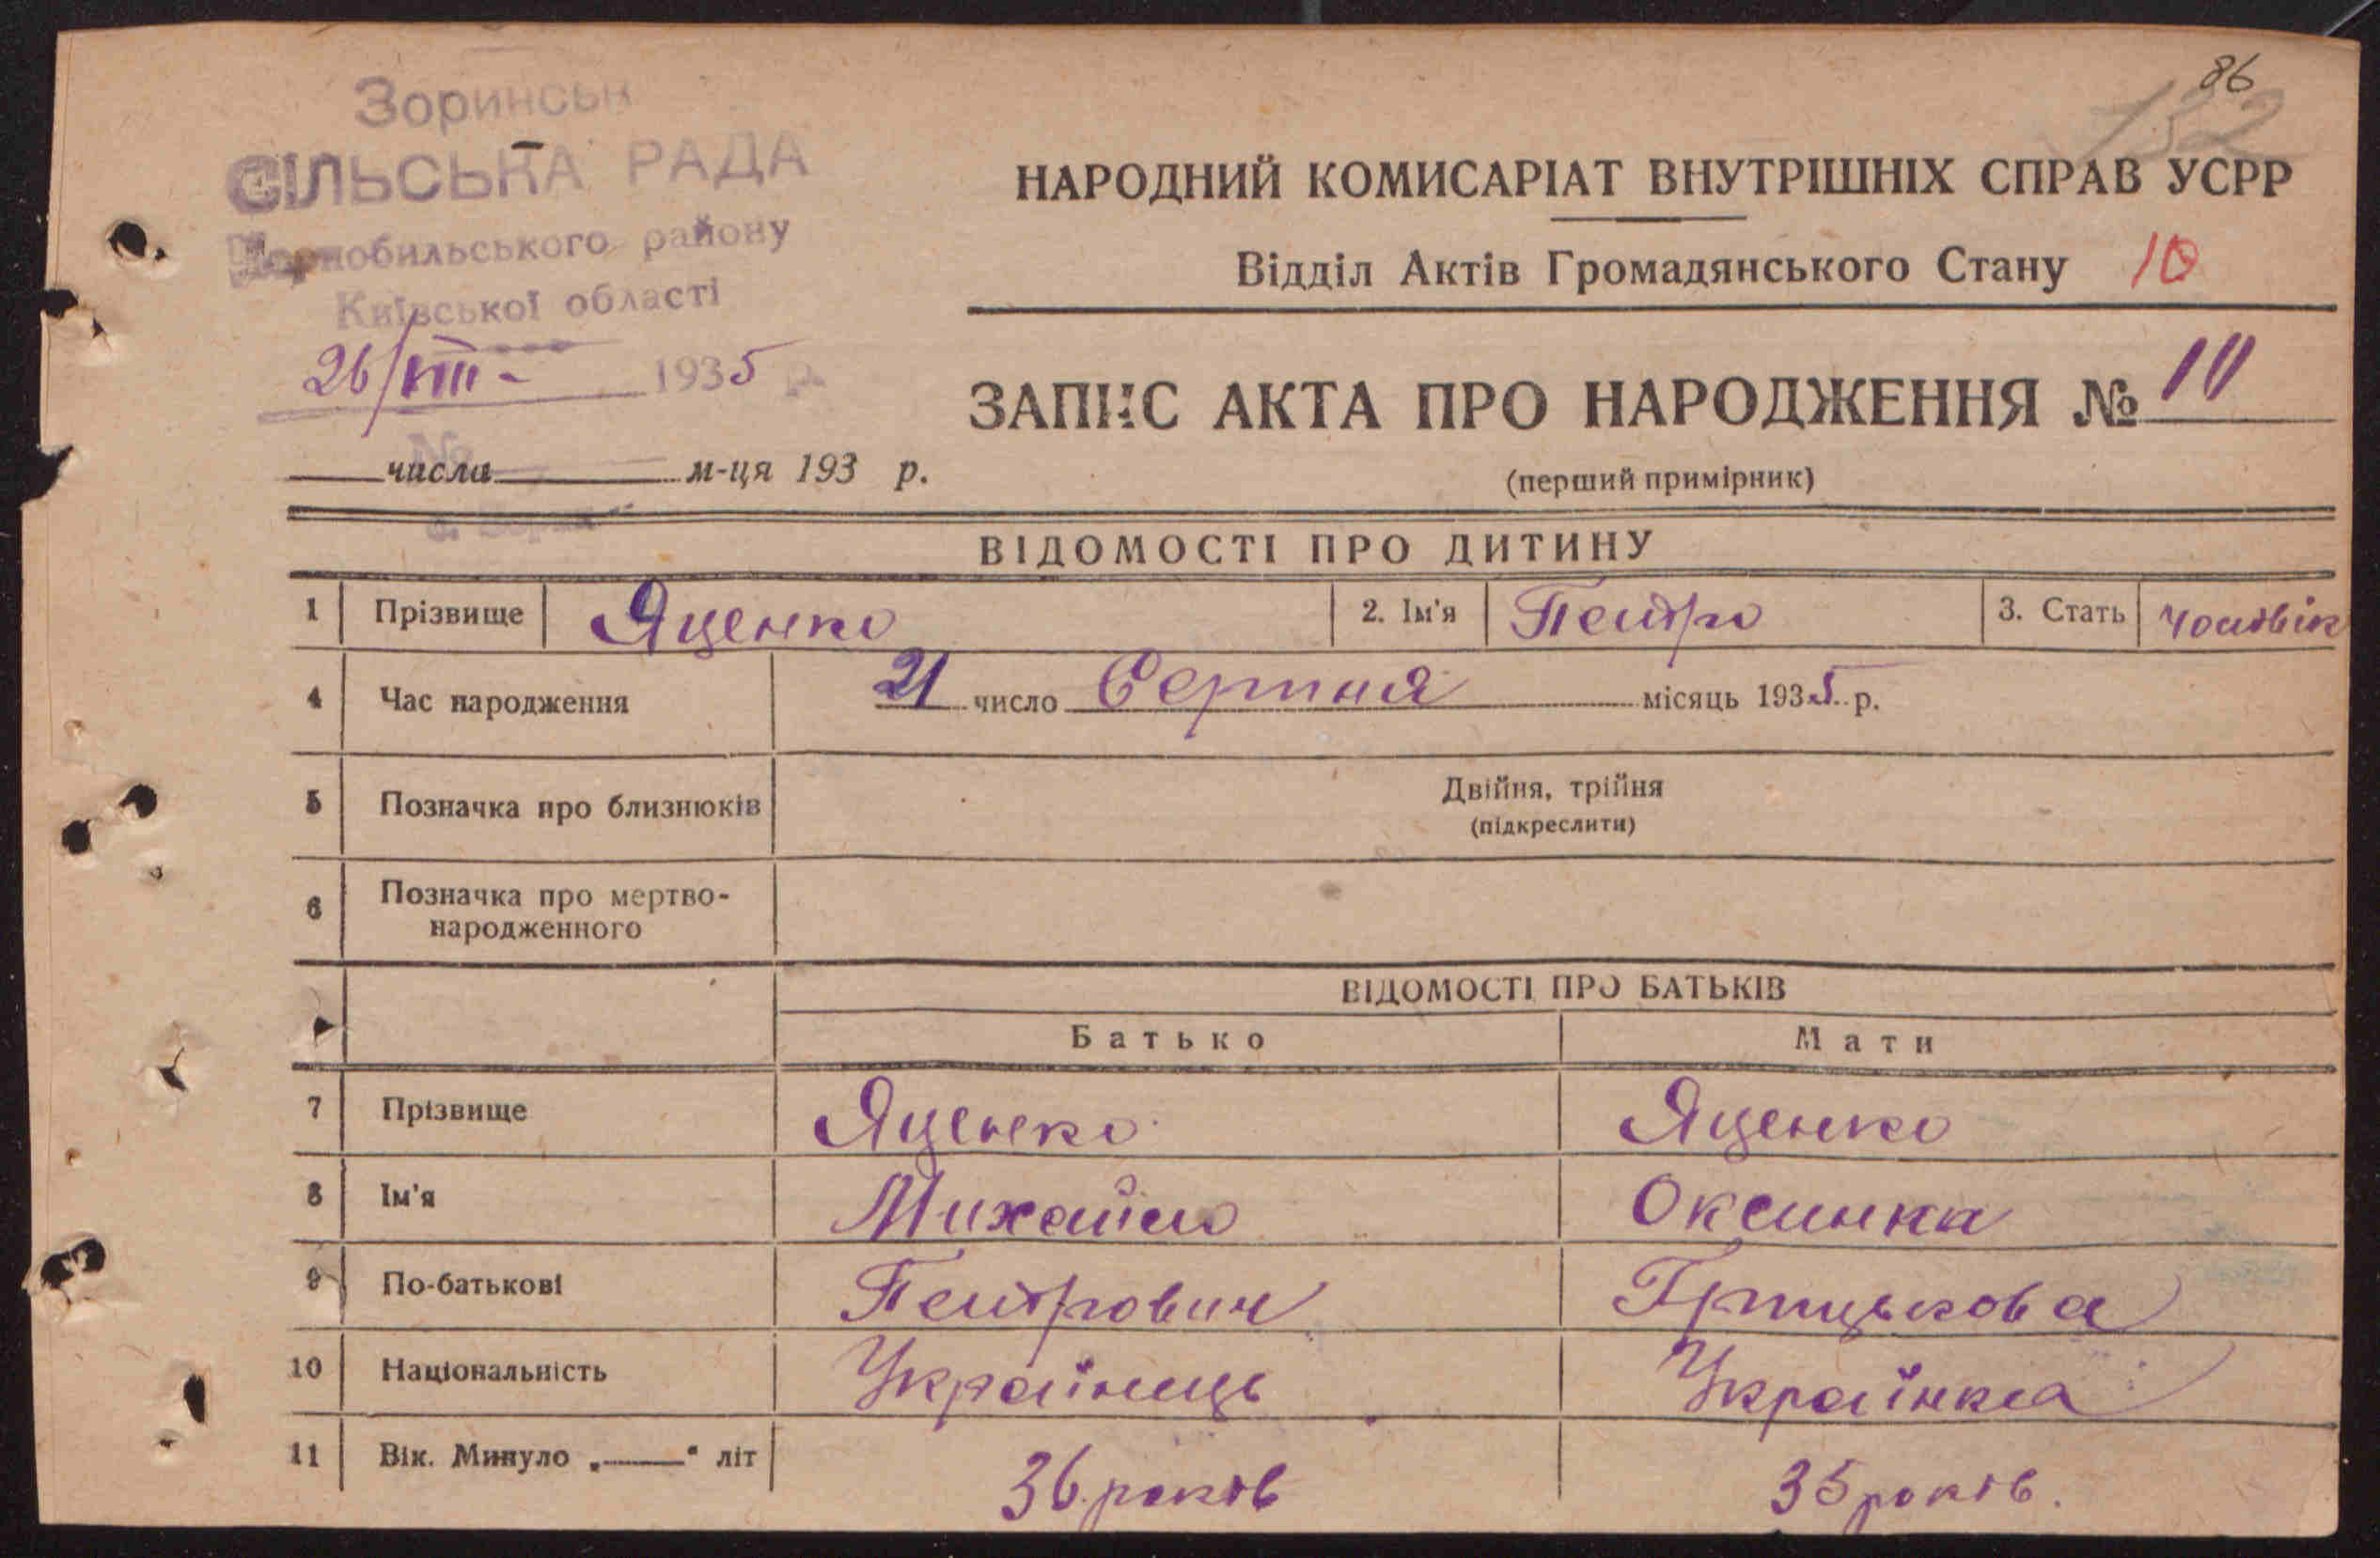 86
132
Зоринськ
СІЛЬСЬКА РАДА
Чорнобильського району
Київської області
26/VIII - 1935 р.
№
НАРОДНИЙ КОМИСАРІАТ ВНУТРІШНІХ СПРАВ УСРР
Відділ Актів Громадянського Стану 10
ЗАПИС АКТА ПРО НАРОДЖЕННЯ № 10
числа м-ця 193 р.
(перший примірник)
ВІДОМОСТІ ПРО ДИТИНУ
1 Прізвище Яценко 2. Ім'я Петро 3. Стать чоловік
4 Час народження 21 число Серпня місяць 1935 р.
5 Позначка про близнюків Двійня, трійня
(підкреслити)
6 Позначка про мертво-
народженного
ВІДОМОСТІ ПРО БАТЬКІВ
Батько Мати
7 Прізвище Яценко Яценко
8 Ім'я Михайло Оксинка
9 По-батькові Петрович Грицькова
10 Національність Українець Українка
11 Вік. Минуло „——“ літ 36 років 35 років.